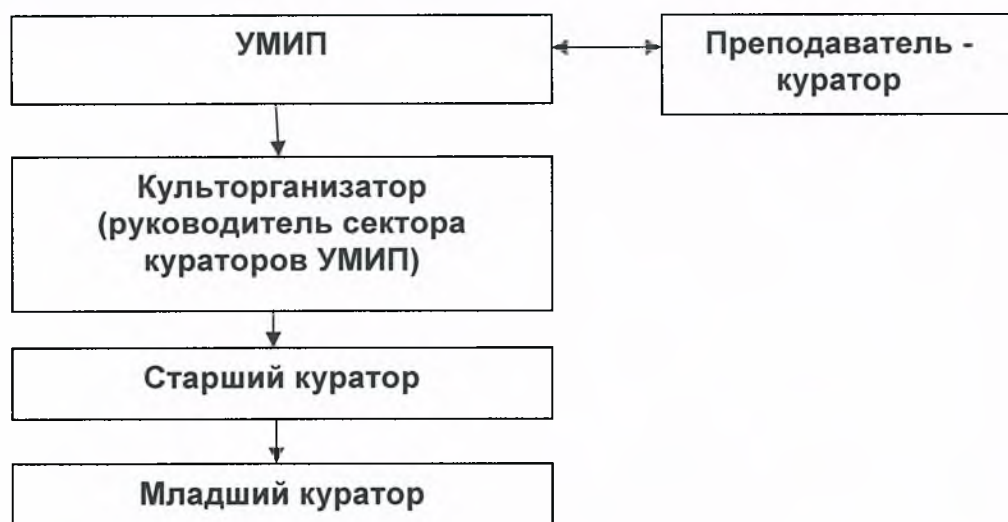 УМИП
Преподаватель -
куратор
Культорганизатор
(руководитель сектора
кураторов УМИП)
Старший куратор
Младший куратор